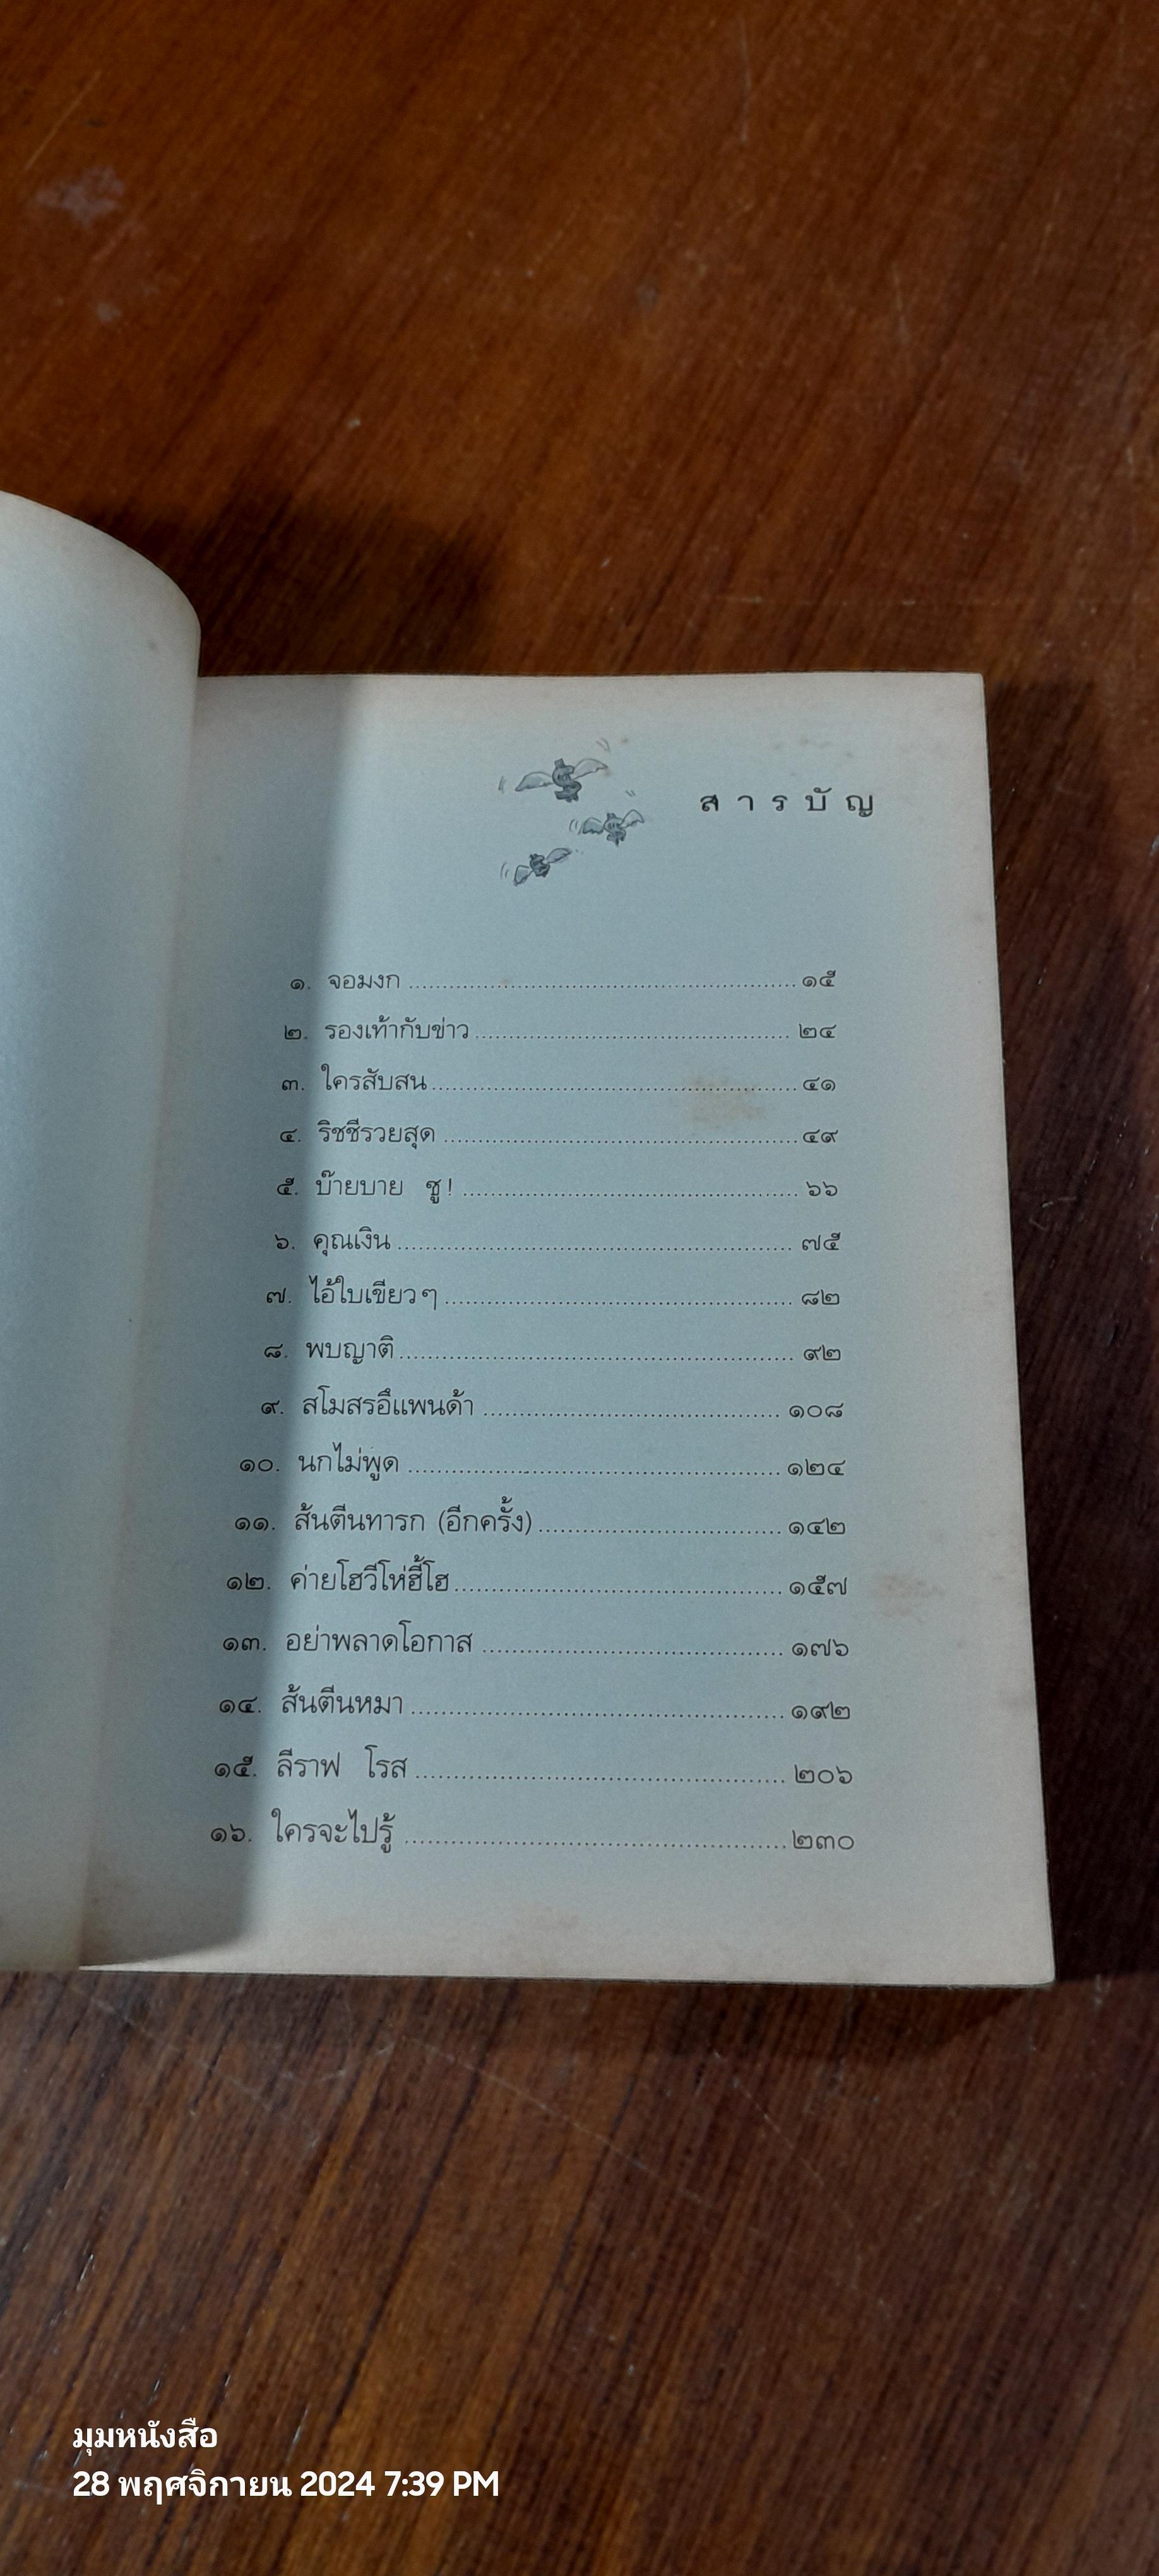 สารบัญ
๑. จอมงก ........ ๑๕
๒. รองเท้ากับข่าว ........ ๒๔
๓. ใครสับสน ........ ๔๑
๔. ริชชีรวยสุด ........ ๔๙
๕. บ๊ายบาย ซู! ........ ๖๖
๖. คุณเงิน ........ ๗๕
๗. ไอ้ใบเขียวๆ ........ ๘๒
๘. พบญาติ ........ ๙๒
๙. สโมสรอึแพนด้า ........ ๑๐๘
๑๐. นกไม่พูด ........ ๑๒๔
๑๑. ส้นตีนทารก (อีกครั้ง) ........ ๑๔๒
๑๒. ค่ายโฮวีโห่ฮี้โฮ ........ ๑๕๗
๑๓. อย่าพลาดโอกาส ........ ๑๗๖
๑๔. ส้นตีนหมา ........ ๑๙๒
๑๕. ลีราฟ โรส ........ ๒๐๖
๑๖. ใครจะไปรู้ ........ ๒๓๐
มุมหนังสือ
28 พฤศจิกายน 2024 7:39 PM